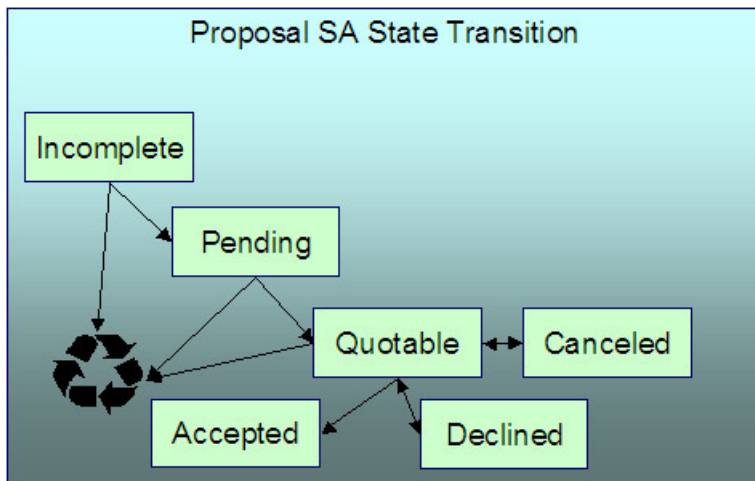 Proposal SA State Transition
Incomplete
Pending
Quotable
Canceled
Accepted
Declined